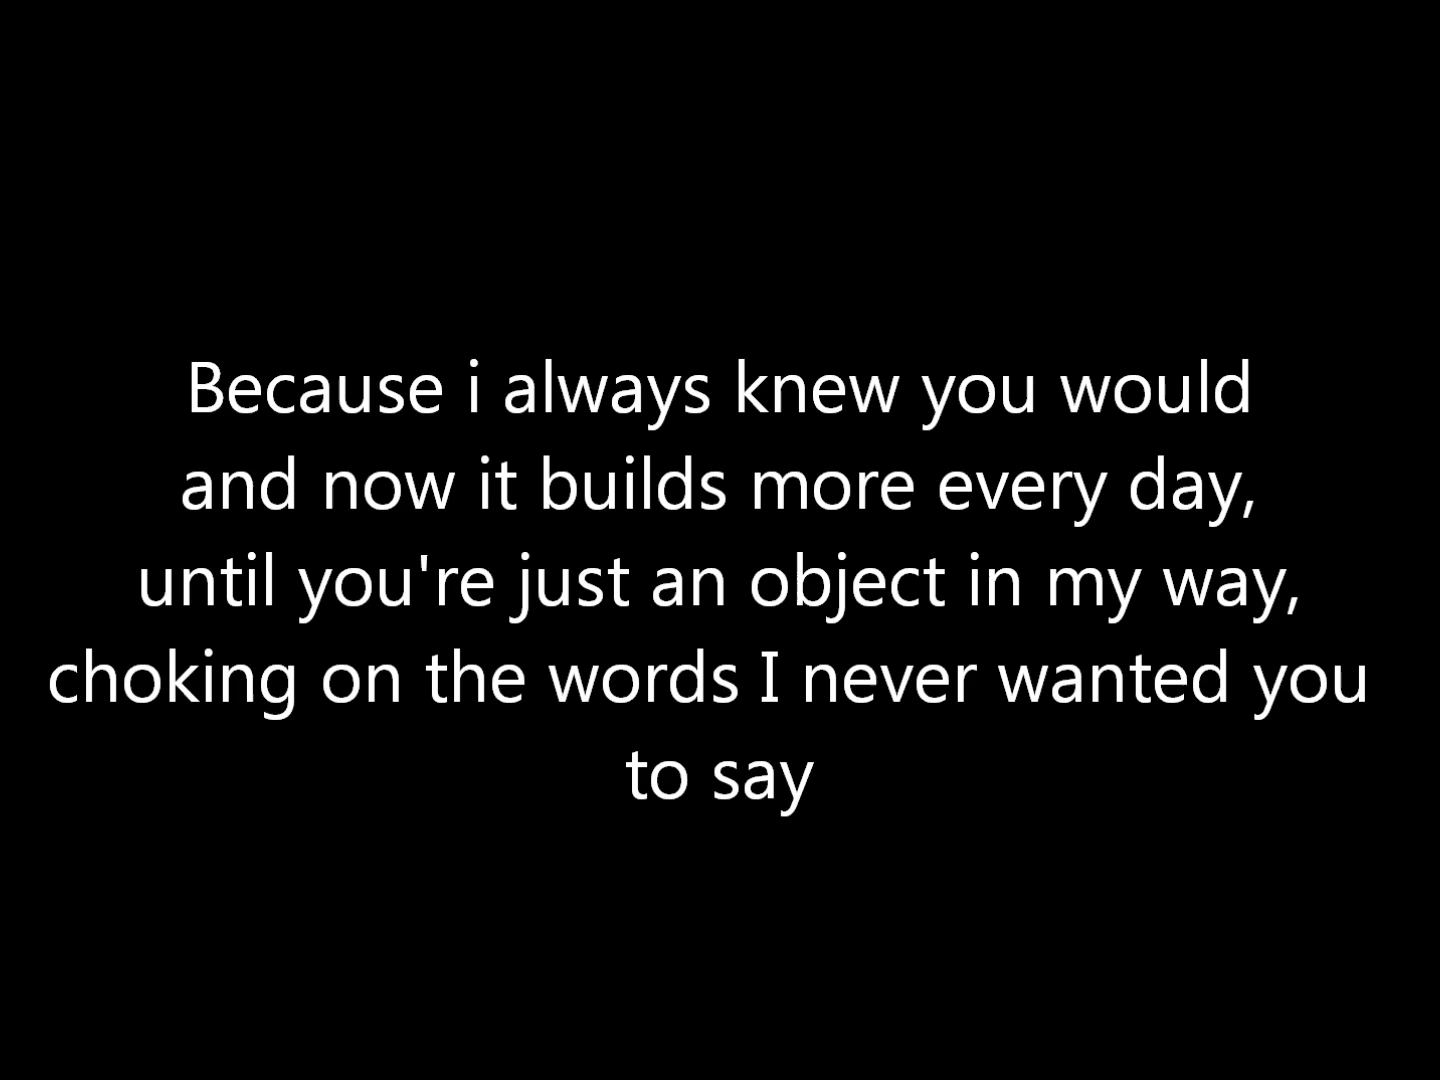 Because i always knew you would
and now it builds more every day,
until you're just an object in my way,
choking on the words I never wanted you
to say